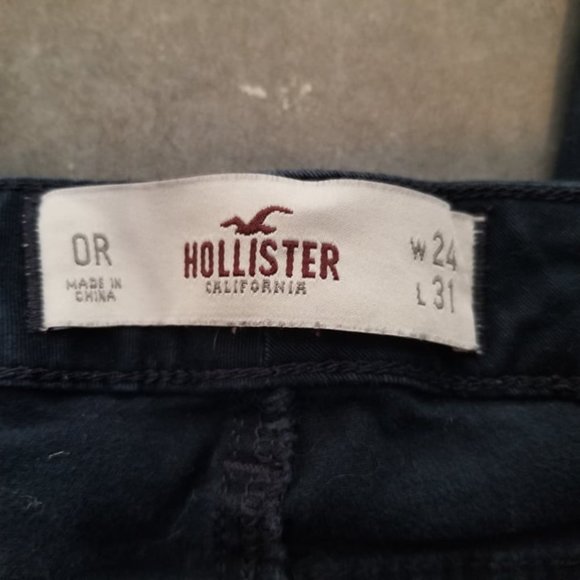 0R
MADE IN
CHINA
HOLLISTER
CALIFORNIA
W 24
L 31